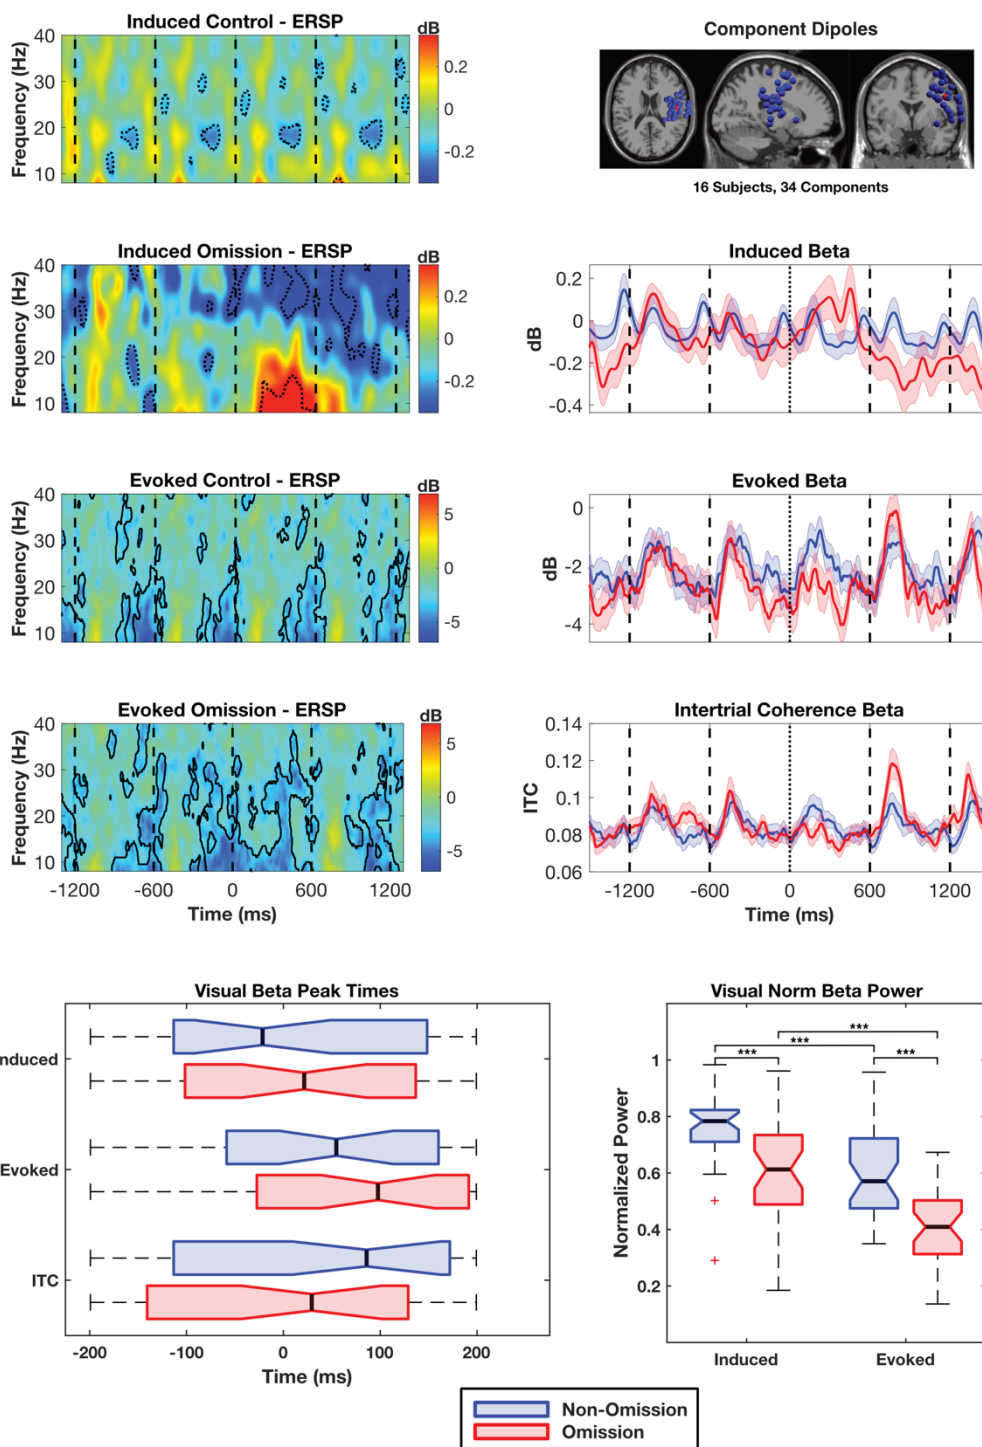 Induced Control - ERSP
dB
Frequency (Hz)
40
30
20
10
0.2
0
-0.2
Component Dipoles
16 Subjects, 34 Components
Induced Omission - ERSP
dB
Frequency (Hz)
40
30
20
10
0.2
0
-0.2
Induced Beta
dB
0.2
0
-0.2
-0.4
-1200
-600
0
600
1200
Evoked Control - ERSP
dB
Frequency (Hz)
40
30
20
10
5
0
-5
Evoked Beta
dB
0
-2
-4
Evoked Omission - ERSP
dB
Frequency (Hz)
40
30
20
10
5
0
-5
-1200
-600
0
600
1200
Time (ms)
Intertrial Coherence Beta
ITC
0.14
0.12
0.1
0.08
0.06
-1200
-600
0
600
1200
Time (ms)
Visual Beta Peak Times
nduced
Evoked
ITC
-200
-100
0
100
200
Time (ms)
Visual Norm Beta Power
Normalized Power
1
0.8
0.6
0.4
0.2
***
***
***
***
Induced
Evoked
Non-Omission
Omission